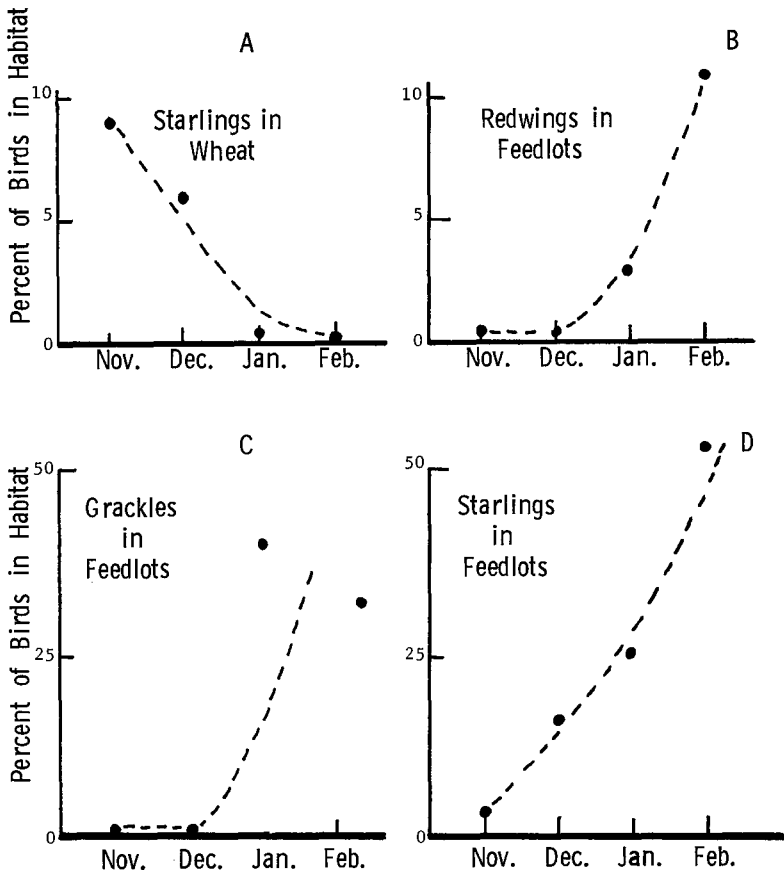 A
Percent of Birds in Habitat
10
5
0
Starlings in
Wheat
Nov. Dec. Jan. Feb.
B
10
5
0
Redwings in
Feedlots
Nov. Dec. Jan. Feb.
C
Percent of Birds in Habitat
50
25
0
Grackles
in
Feedlots
Nov. Dec. Jan. Feb.
D
50
25
0
Starlings
in
Feedlots
Nov. Dec. Jan. Feb.